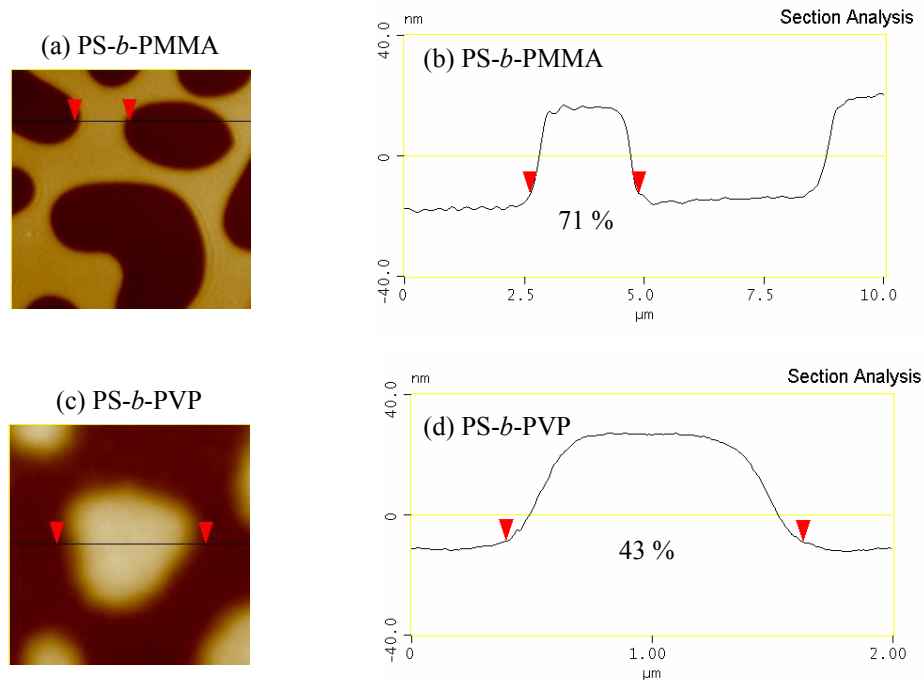 Section Analysis
(a) PS-b-PMMA
nm
40.0
(b) PS-b-PMMA
0
71 %
-40.0
0
2.5
5.0
7.5
10.0
µm
Section Analysis
(c) PS-b-PVP
nm
40.0
(d) PS-b-PVP
0
43 %
-40.0
0
1.00
2.00
µm